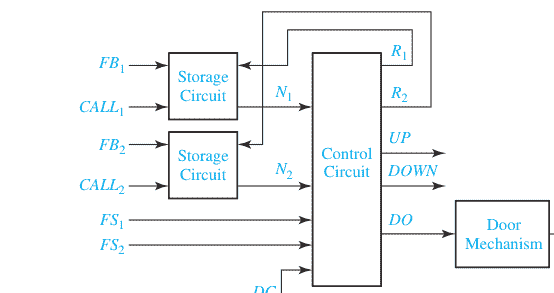 FB₁
CALL₁
Storage
Circuit
N₁
R₁
R₂
FB₂
CALL₂
Storage
Circuit
N₂
Control
Circuit
UP
DOWN
FS₁
FS₂
DO
Door
Mechanism
DC